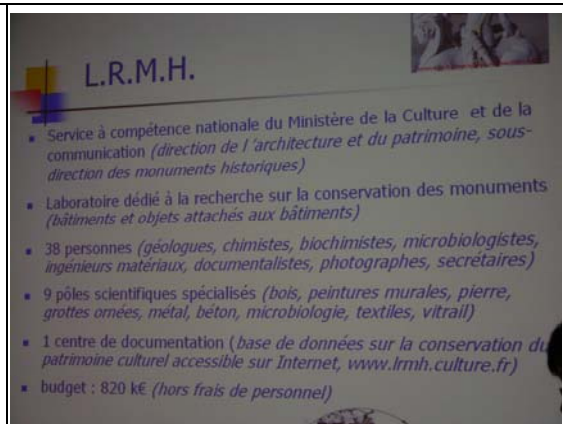 L.R.M.H.
Service à compétence nationale du Ministère de la Culture et de la
communication (direction de l'architecture et du patrimoine, sous-
direction des monuments historiques)
Laboratoire dédié à la recherche sur la conservation des monuments
(bâtiments et objets attachés aux bâtiments)
38 personnes (géologues, chimistes, biochimistes, microbiologistes,
ingénieurs matériaux, documentalistes, photographes, secrétaires)
9 pôles scientifiques spécialisés (bois, peintures murales, pierre,
grottes ornées, métal, béton, microbiologie, textiles, vitrail)
1 centre de documentation (base de données sur la conservation du
patrimoine culturel accessible sur Internet, www.lrmh.culture.fr)
budget : 820 k€ (hors frais de personnel)